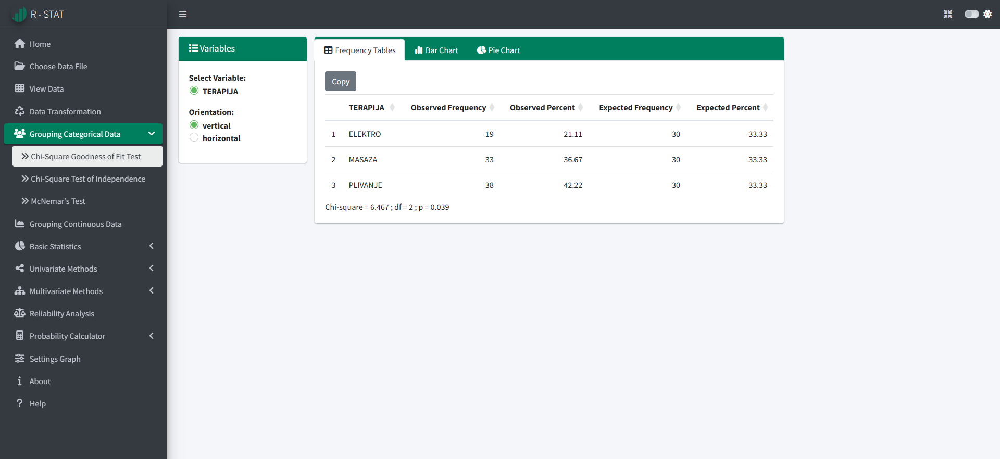 R - STAT
Home
Choose Data File
View Data
Data Transformation
Grouping Categorical Data
Chi-Square Goodness of Fit Test
Chi-Square Test of Independence
McNemar's Test
Grouping Continuous Data
Basic Statistics
Univariate Methods
Multivariate Methods
Reliability Analysis
Probability Calculator
Settings Graph
About
Help
Variables
Select Variable:
TERAPIJA
Orientation:
vertical
horizontal
Frequency Tables Bar Chart Pie Chart
Copy
TERAPIJA Observed Frequency Observed Percent Expected Frequency Expected Percent
1 ELEKTRO 19 21.11 30 33.33
2 MASAZA 33 36.67 30 33.33
3 PLIVANJE 38 42.22 30 33.33
Chi-square = 6.467 ; df = 2 ; p = 0.039